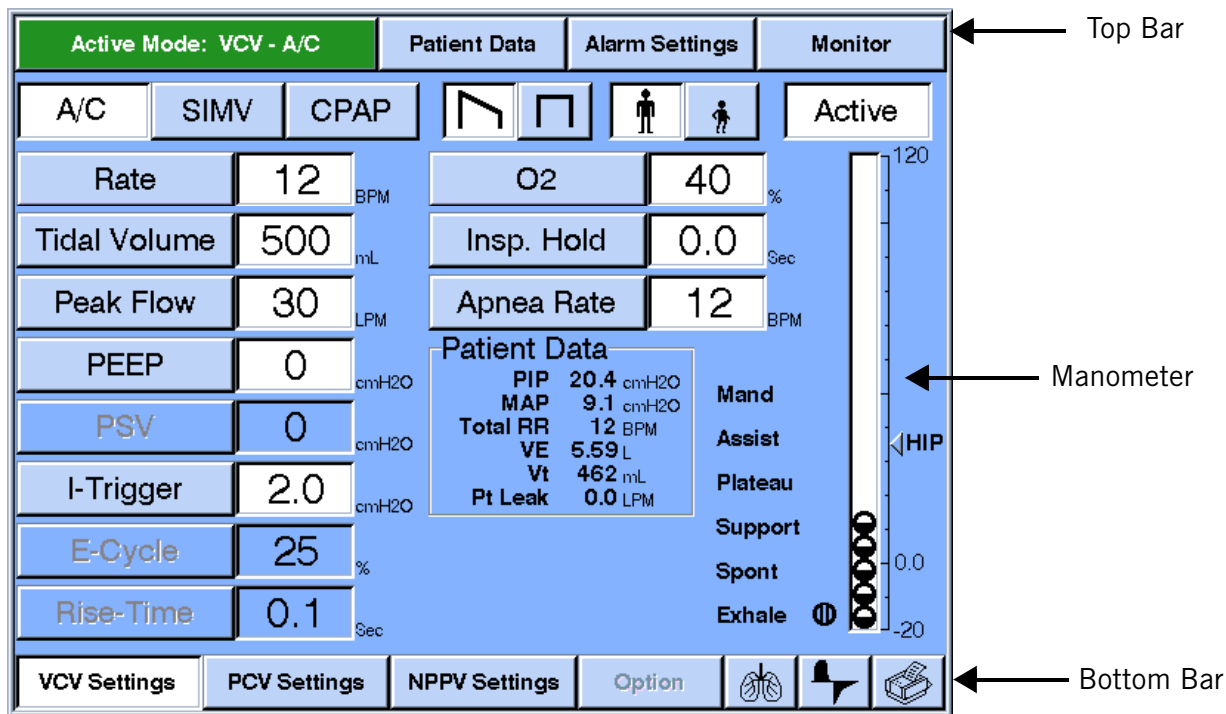 Active Mode: VCV - A/C Patient Data Alarm Settings Monitor
Top Bar
A/C SIMV CPAP Active
Rate 12 BPM O2 40 %
120
Tidal Volume 500 mL Insp. Hold 0.0 Sec
Peak Flow 30 LPM Apnea Rate 12 BPM
PEEP 0 cmH2O
PSV 0 cmH2O
I-Trigger 2.0 cmH2O
E-Cycle 25 %
Rise-Time 0.1 Sec
Patient Data
PIP 20.4 cmH2O
MAP 9.1 cmH2O
Total RR 12 BPM
VE 5.59 L
Vt 462 mL
Pt Leak 0.0 LPM
Mand
Assist
Plateau
Support
Spont
Exhale
Manometer
HIP
0.0
-20
VCV Settings PCV Settings NPPV Settings Option
Bottom Bar